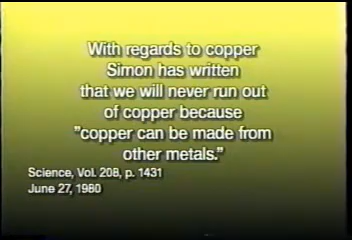 With regards to copper
Simon has written
that we will never run out
of copper because
"copper can be made from
other metals."
Science, Vol. 208, p. 1431
June 27, 1980